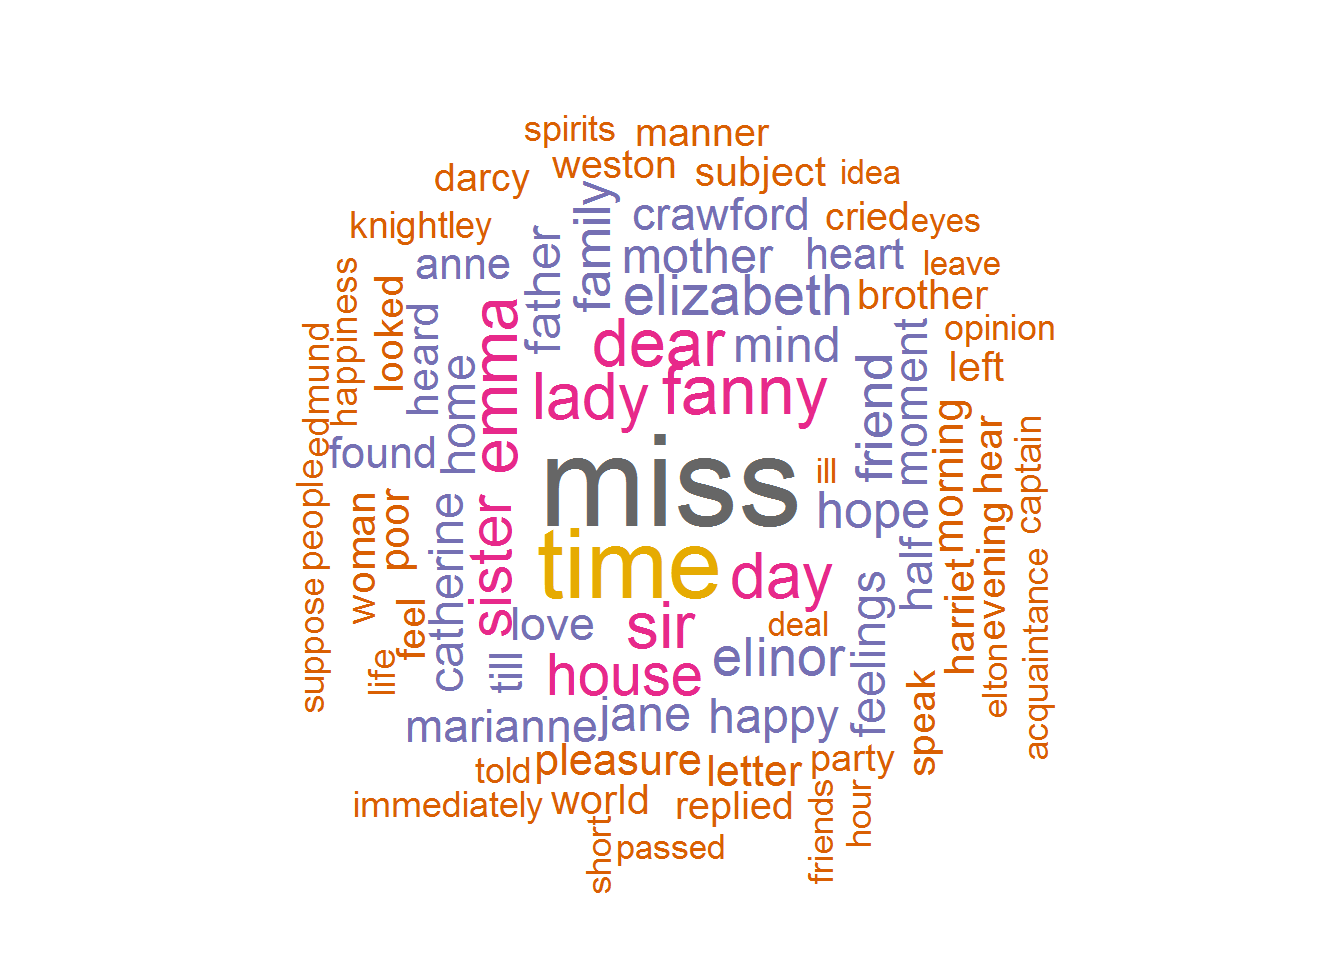 spirits
manner
weston
subject
idea
darcy
family
crawford
cried
eyes
knightley
father
mother
heart
anne
leave
happiness
looked
heard
elizabeth
brother
emma
dear
mind
moment
opinion
edmund
home
lady
fanny
friend
left
found
miss
ill
morning
hear
captain
people
woman
poor
catherine
sister
time
hope
day
half
evening
suppose
feel
love
sir
deal
feelings
harriet
acquaintance
life
till
house
elinor
elton
marianne
jane
happy
speak
told
pleasure
letter
party
immediately
world
replied
friends
hour
short
passed